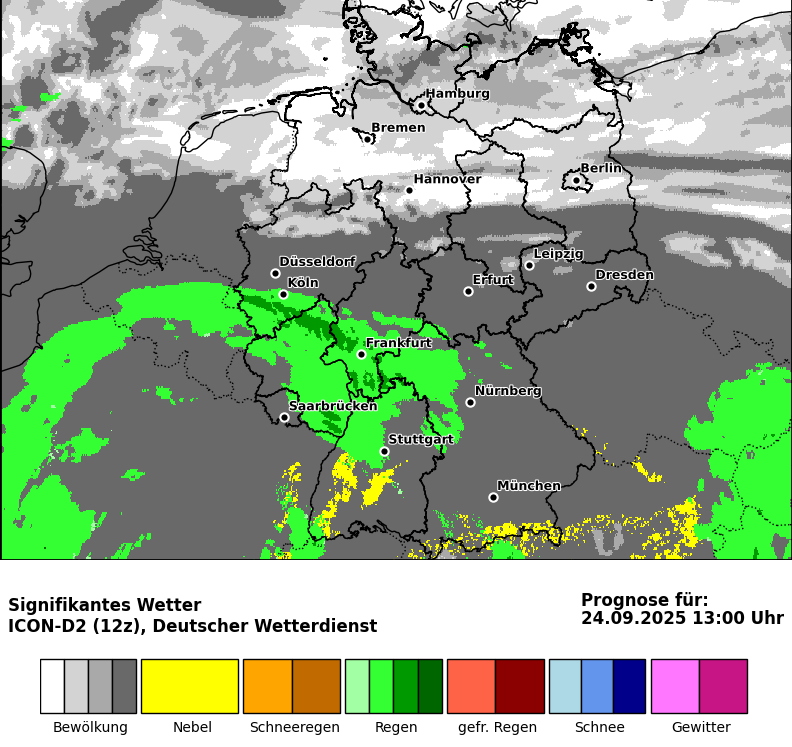 Hamburg
Bremen
Berlin
Hannover
Düsseldorf
Leipzig
Köln
Erfurt
Dresden
Frankfurt
Nürnberg
Saarbrücken
Stuttgart
München
Signifikantes Wetter
ICON-D2 (12z), Deutscher Wetterdienst
Prognose für:
24.09.2025 13:00 Uhr
Bewölkung
Nebel
Schneeregen
Regen
gefr. Regen
Schnee
Gewitter